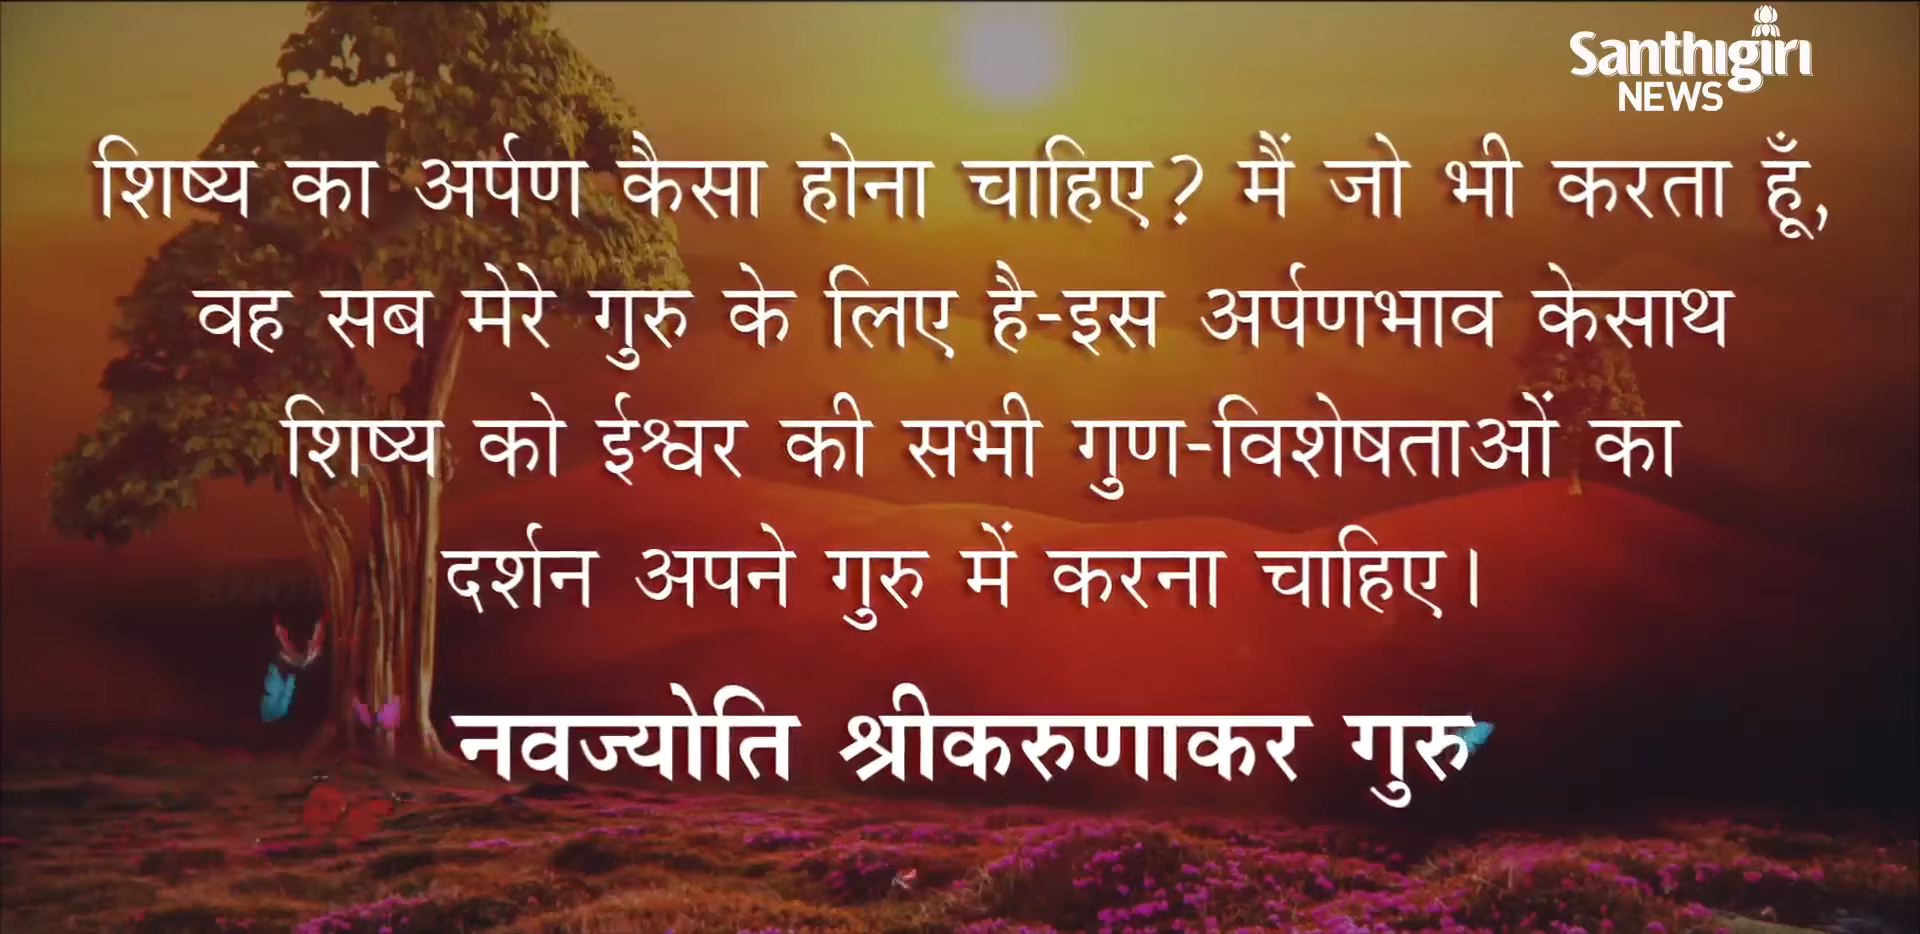 Santhigiri
NEWS
शिष्य का अर्पण कैसा होना चाहिए? मैं जो भी करता हूँ,
वह सब मेरे गुरु के लिए है-इस अर्पणभाव केसाथ
शिष्य को ईश्वर की सभी गुण-विशेषताओं का
दर्शन अपने गुरु में करना चाहिए।
नवज्योति श्रीकरुणाकर गुरु